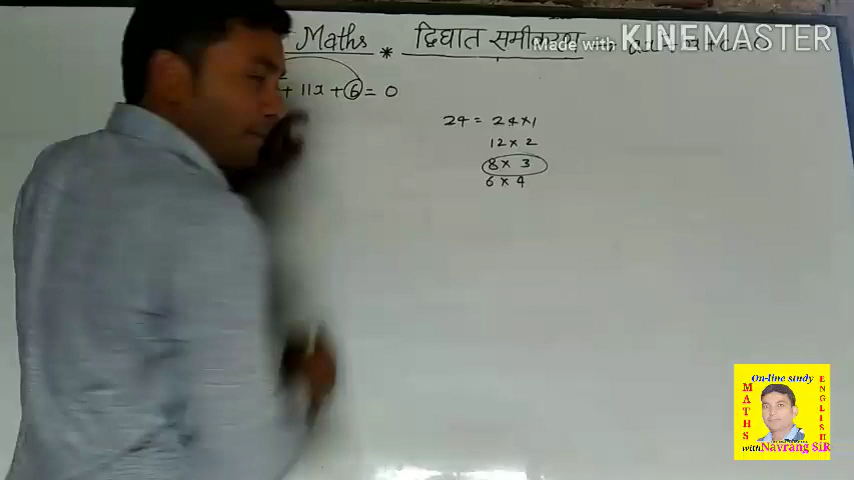 Maths * द्विघात समीकरण
Made with KINEMASTER
+ 11x + 6 = 0
24 = 24×1
12 × 2
8 × 3
6 × 4
On-line study
MATHS
ENGLISH
with Navrang SiR